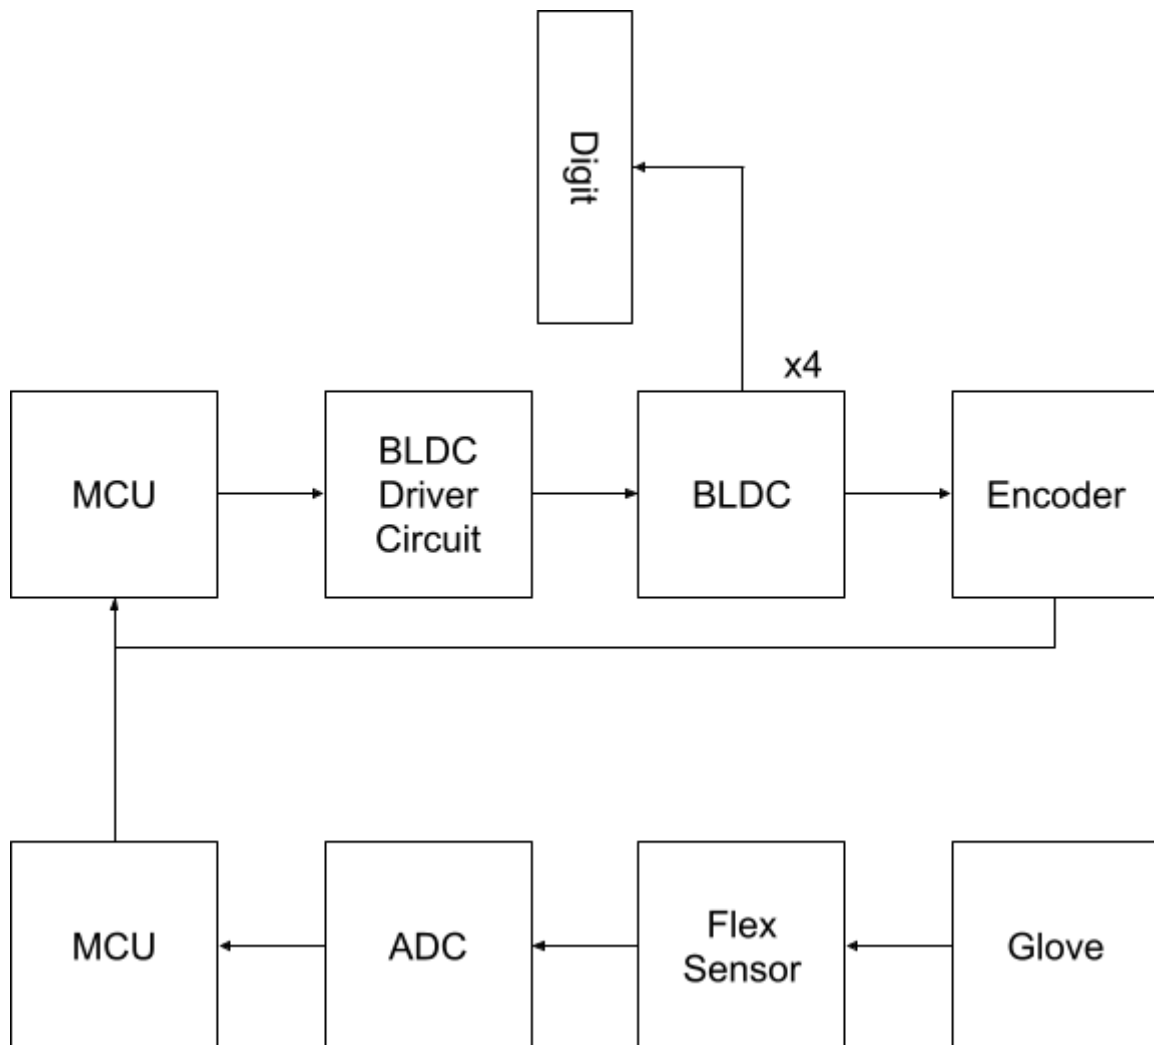 Digit
x4
MCU
BLDC
Driver
Circuit
BLDC
Encoder
MCU
ADC
Flex
Sensor
Glove